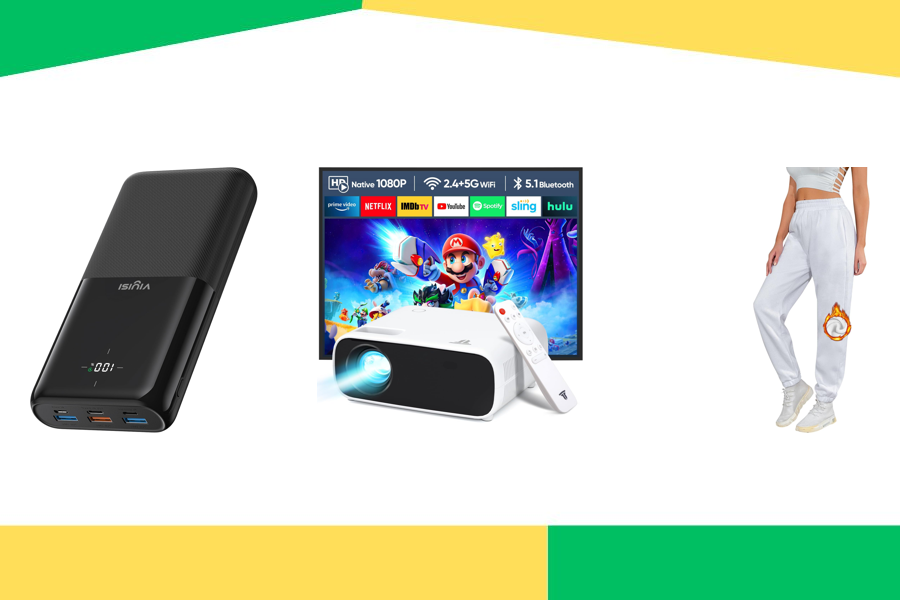 HD
Native 1080P
2.4+5G WiFi
5.1 Bluetooth
prime video
NETFLIX
IMDb TV
YouTube
Spotify
sling
hulu
VIYISI
100%